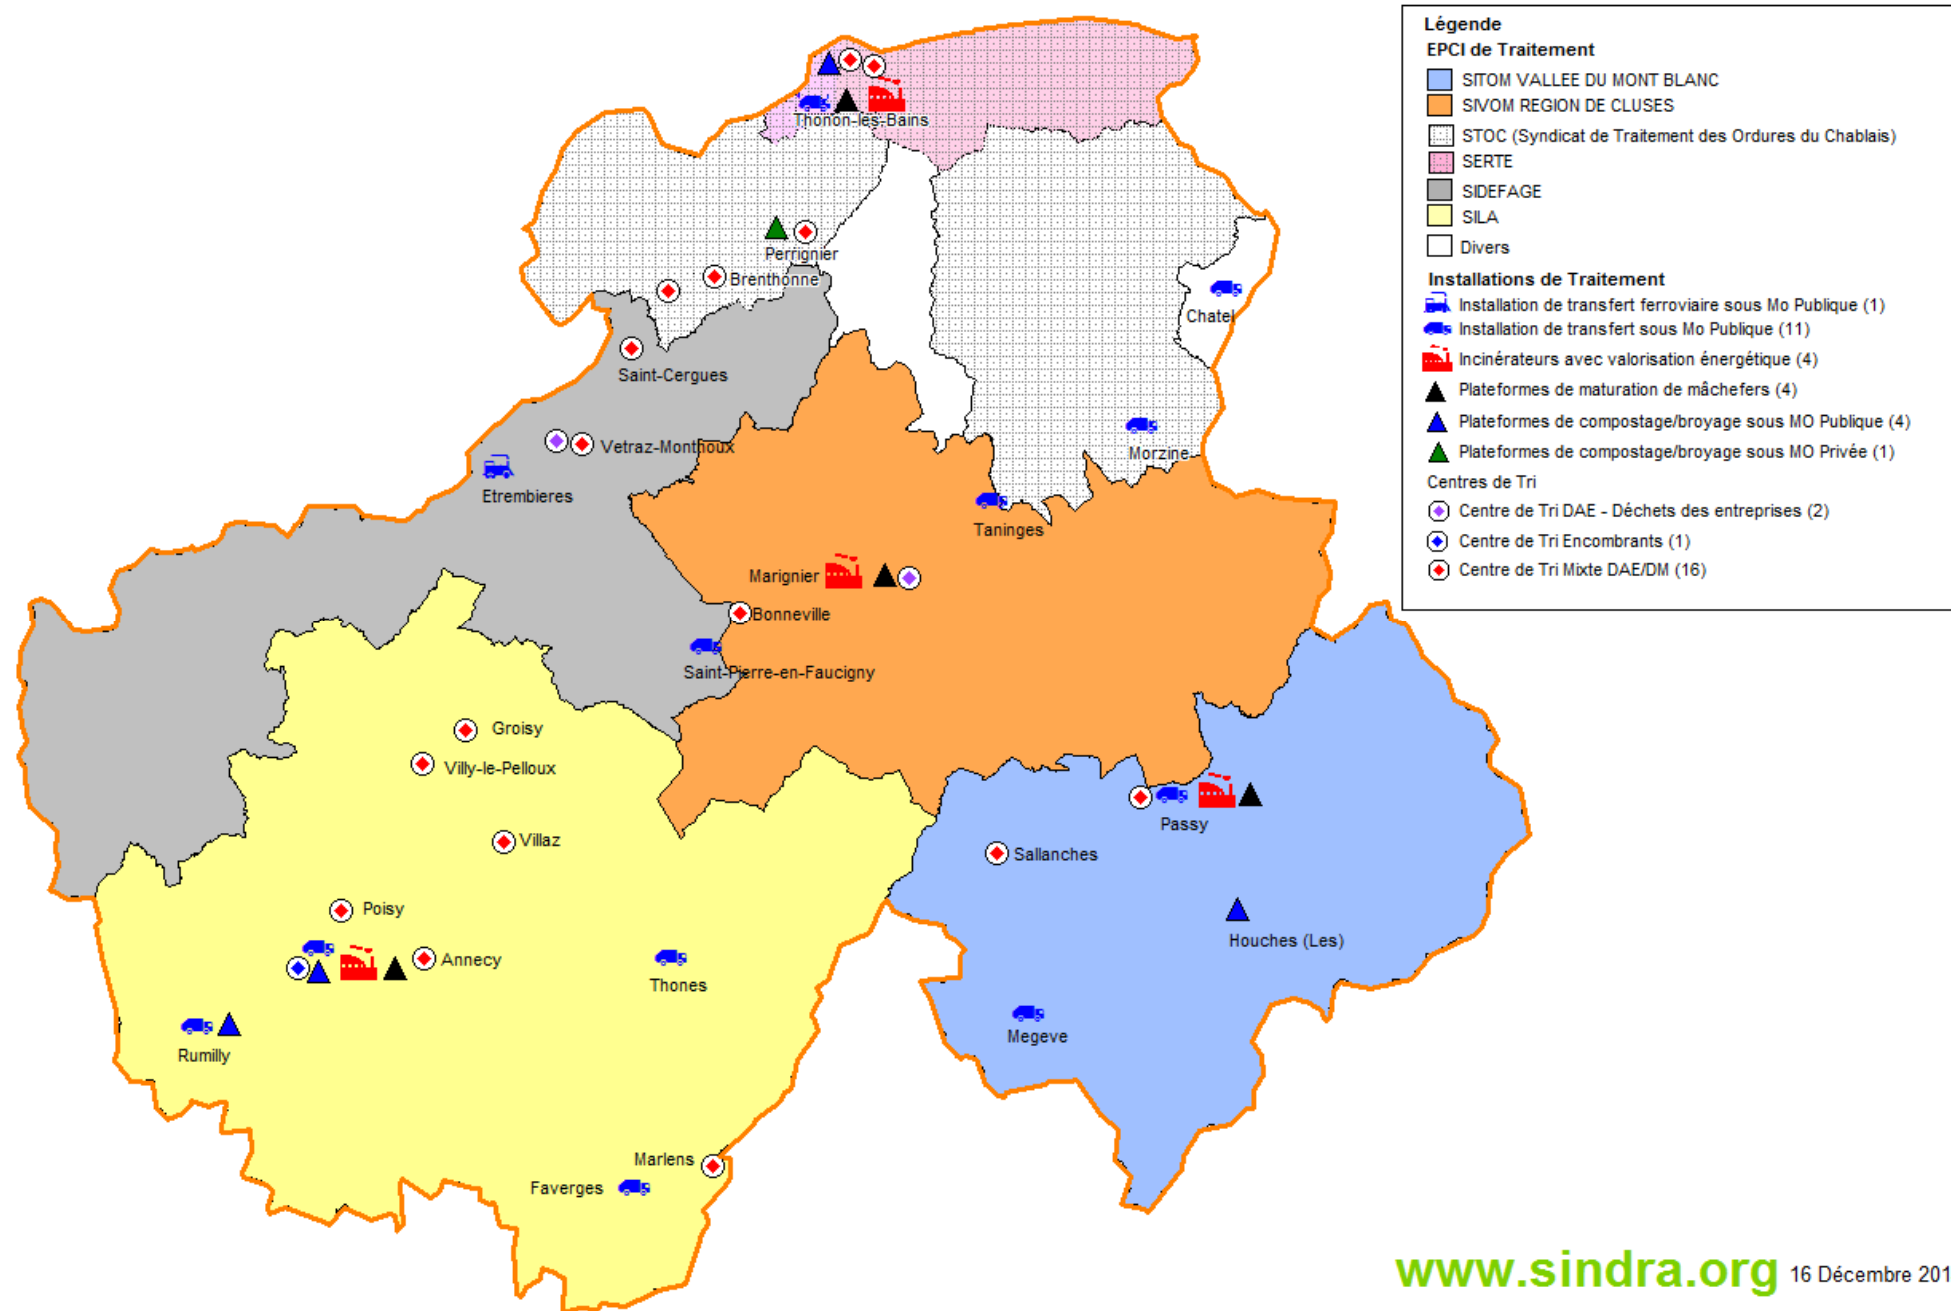 Légende
EPCI de Traitement
SITOM VALLEE DU MONT BLANC
SIVOM REGION DE CLUSES
STOC (Syndicat de Traitement des Ordures du Chablais)
SERTE
SIDEFAGE
SILA
Divers
Installations de Traitement
Installation de transfert ferroviaire sous Mo Publique (1)
Installation de transfert sous Mo Publique (11)
Incinérateurs avec valorisation énergétique (4)
Plateformes de maturation de mâchefers (4)
Plateformes de compostage/broyage sous MO Publique (4)
Plateformes de compostage/broyage sous MO Privée (1)
Centres de Tri
Centre de Tri DAE - Déchets des entreprises (2)
Centre de Tri Encombrants (1)
Centre de Tri Mixte DAE/DM (16)
Thonon-les-Bains
Perrignier
Brenthonne
Chatel
Saint-Cergues
Vetraz-Monthoux
Morzine
Etrembieres
Taninges
Marignier
Bonneville
Saint-Pierre-en-Faucigny
Groisy
Villy-le-Pelloux
Passy
Villaz
Sallanches
Poisy
Houches (Les)
Annecy
Thones
Megeve
Rumilly
Marlens
Faverges
www.sindra.org 16 Décembre 201